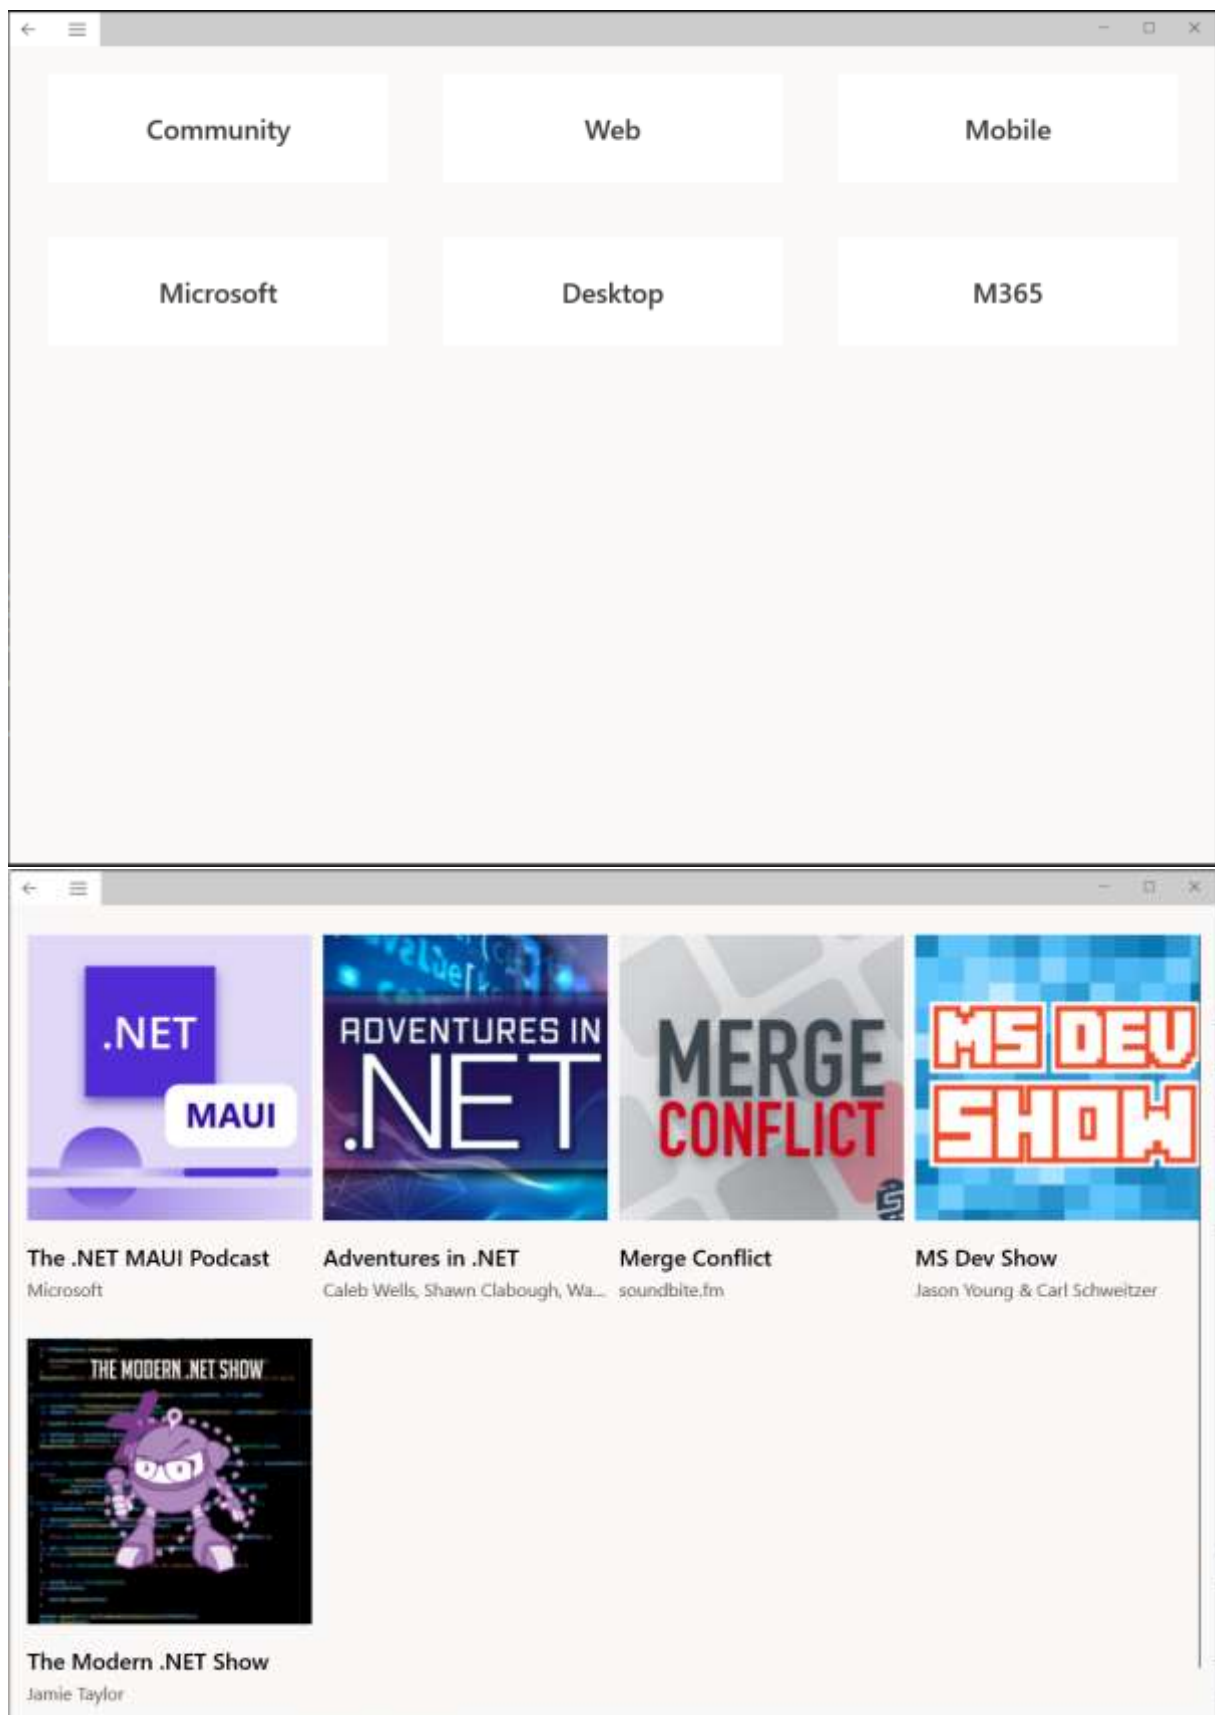 Community Web Mobile
Microsoft Desktop M365
.NET
MAUI
ADVENTURES IN
.NET
MERGE
CONFLICT
MS DEV
SHOW
The .NET MAUI Podcast
Microsoft
Adventures in .NET
Caleb Wells, Shawn Clabough, Wa...
Merge Conflict
soundbite.fm
MS Dev Show
Jason Young & Carl Schweitzer
THE MODERN .NET SHOW
The Modern .NET Show
Jamie Taylor